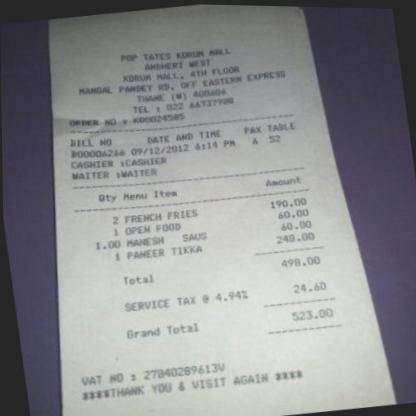 POP TATES KORUM MALL
ANDHERI WEST
KORUM MALL, 4TH FLOOR
MANGAL PANDEY RD, OFF EASTERN EXPRESS
THANE (W) 400606
TEL : 022 66737908
ORDER NO : K00024505
BILL NO DATE AND TIME PAX TABLE
B00006266 09/12/2012 6:14 PM 6 52
CASHIER :CASHIER
WAITER :WAITER
Qty Menu Item Amount
2 FRENCH FRIES 190.00
1 OPEN FOOD 60.00
1.00 MANESH SAUS 60.00
1 PANEER TIKKA 240.00
Total 498.00
SERVICE TAX @ 4.94% 24.60
Grand Total 523.00
VAT NO : 27840289613V
****THANK YOU & VISIT AGAIN ****